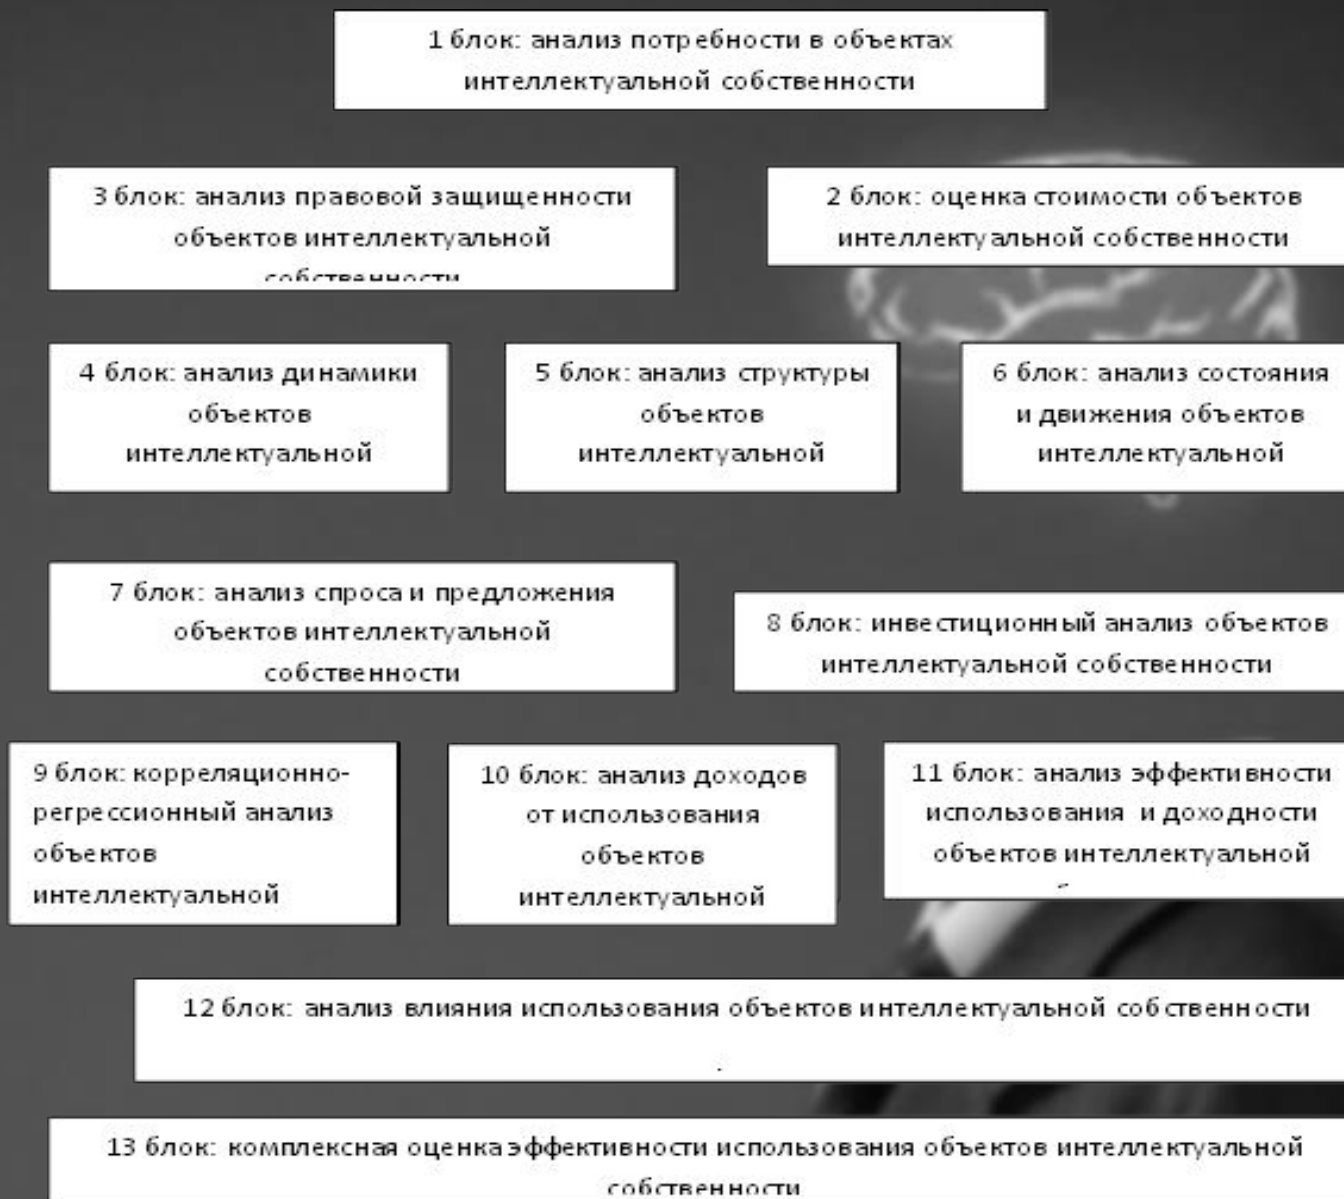 1 блок: анализ потребности в объектах
интеллектуальной собственности
3 блок: анализ правовой защищенности
объектов интеллектуальной
собственности
2 блок: оценка стоимости объектов
интеллектуальной собственности
4 блок: анализ динамики
объектов
интеллектуальной
5 блок: анализ структуры
объектов
интеллектуальной
6 блок: анализ состояния
и движения объектов
интеллектуальной
7 блок: анализ спроса и предложения
объектов интеллектуальной
собственности
8 блок: инвестиционный анализ объектов
интеллектуальной собственности
9 блок: корреляционно-
регрессионный анализ
объектов
интеллектуальной
10 блок: анализ доходов
от использования
объектов
интеллектуальной
11 блок: анализ эффективности
использования и доходности
объектов интеллектуальной
12 блок: анализ влияния использования объектов интеллектуальной собственности
13 блок: комплексная оценка эффективности использования объектов интеллектуальной
собственности